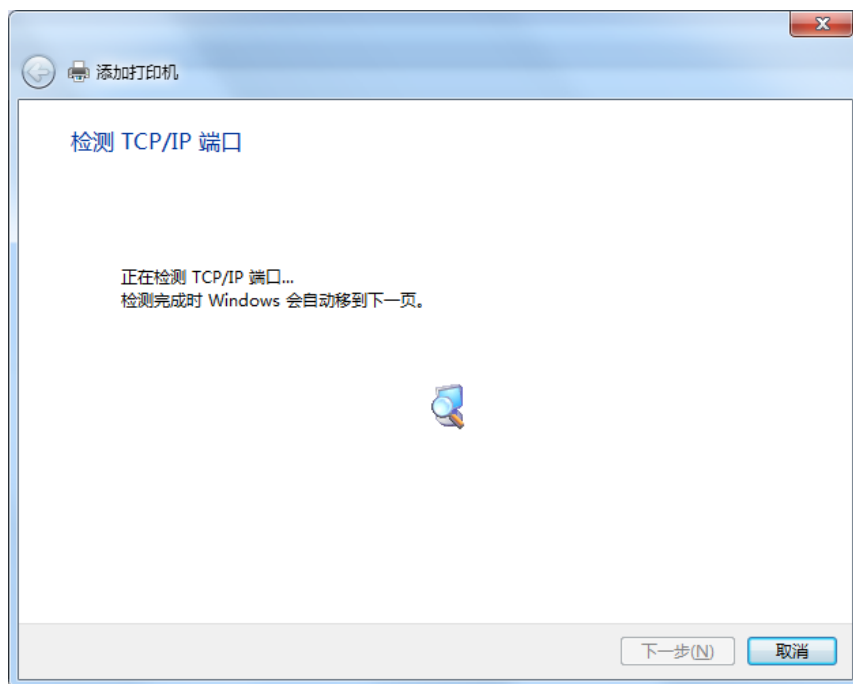 添加打印机
检测 TCP/IP 端口
正在检测 TCP/IP 端口...
检测完成时 Windows 会自动移到下一页。
下一步(N)
取消